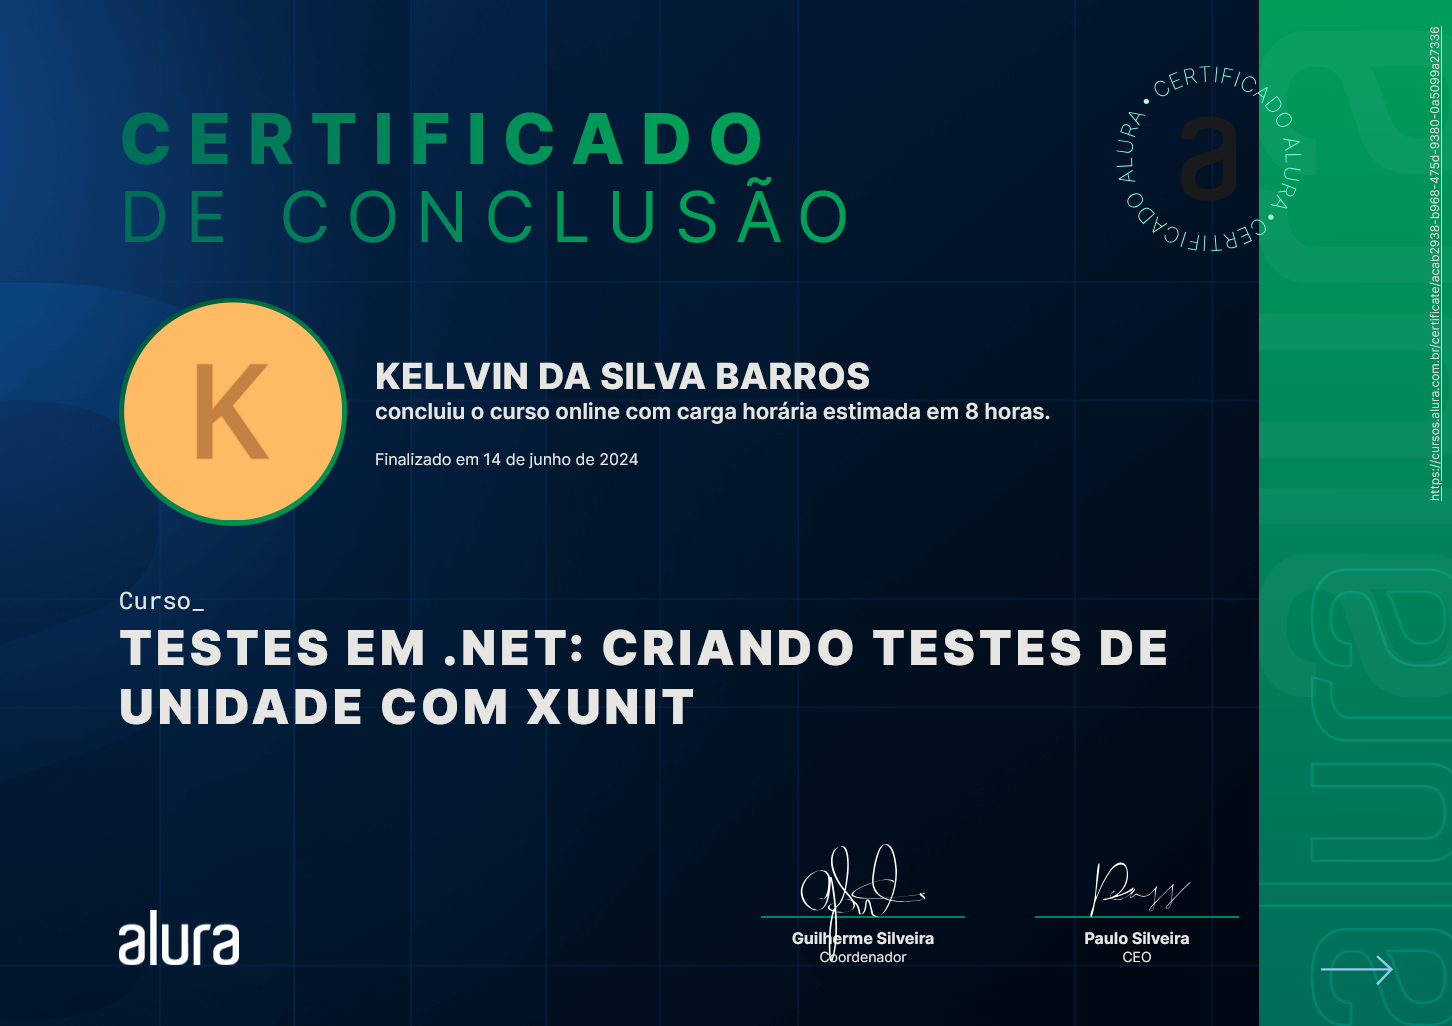 CERTIFICADO
DE CONCLUSÃO
CERTIFICADO ALURA • CERTIFICADO ALURA •
a
https://cursos.alura.com.br/certificate/acab2938-b968-475d-9380-0a5099a27336
K
KELLVIN DA SILVA BARROS
concluiu o curso online com carga horária estimada em 8 horas.
Finalizado em 14 de junho de 2024
Curso_
TESTES EM .NET: CRIANDO TESTES DE
UNIDADE COM XUNIT
alura
Guilherme Silveira
Coordenador
Paulo Silveira
CEO
alura